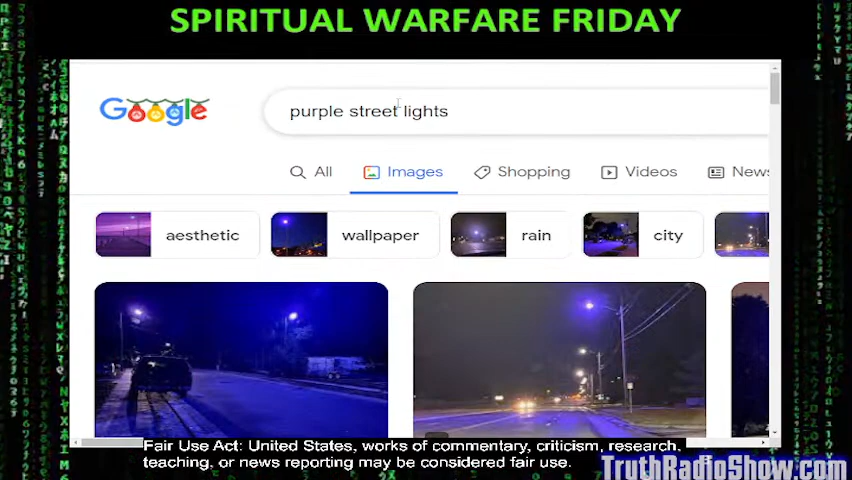 SPIRITUAL WARFARE FRIDAY
Google
purple street lights
All Images Shopping Videos News
aesthetic wallpaper rain city
Fair Use Act: United States, works of commentary, criticism, research,
teaching, or news reporting may be considered fair use.
TruthRadioShow.com